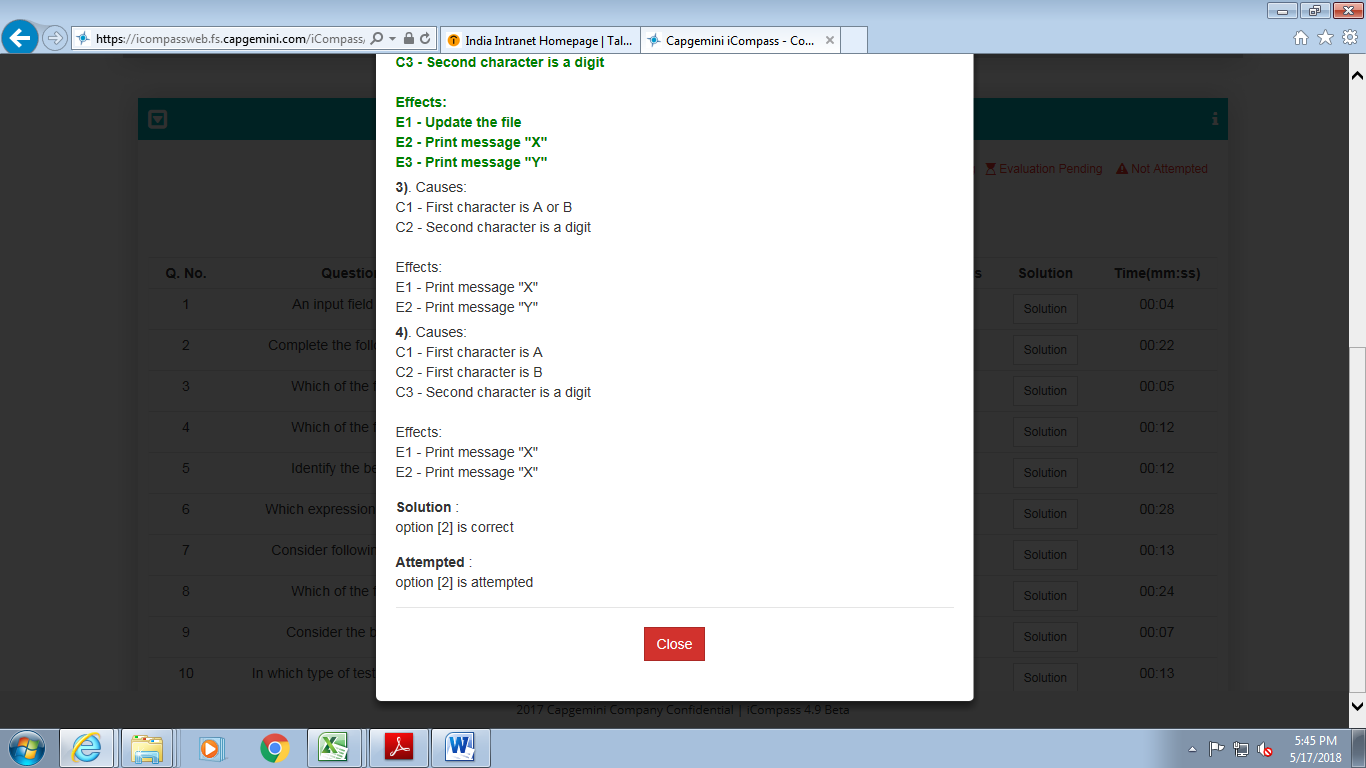 https://icompassweb.fs.capgemini.com/iCompass,
India Intranet Homepage | Tal...
Capgemini iCompass - Co...
C3 - Second character is a digit
Effects:
E1 - Update the file
E2 - Print message "X"
E3 - Print message "Y"
Evaluation Pending
Not Attempted
3). Causes:
C1 - First character is A or B
C2 - Second character is a digit
Effects:
E1 - Print message "X"
E2 - Print message "Y"
4). Causes:
C1 - First character is A
C2 - First character is B
C3 - Second character is a digit
Effects:
E1 - Print message "X"
E2 - Print message "X"
Solution :
option [2] is correct
Attempted :
option [2] is attempted
Close
Q. No. Question s Solution Time(mm:ss)
1 An input field Solution 00:04
2 Complete the foll Solution 00:22
3 Which of the f Solution 00:05
4 Which of the f Solution 00:12
5 Identify the be Solution 00:12
6 Which expression Solution 00:28
7 Consider followin Solution 00:13
8 Which of the f Solution 00:24
9 Consider the b Solution 00:07
10 In which type of test Solution 00:13
2017 Capgemini Company Confidential | iCompass 4.9 Beta
5:45 PM
5/17/2018